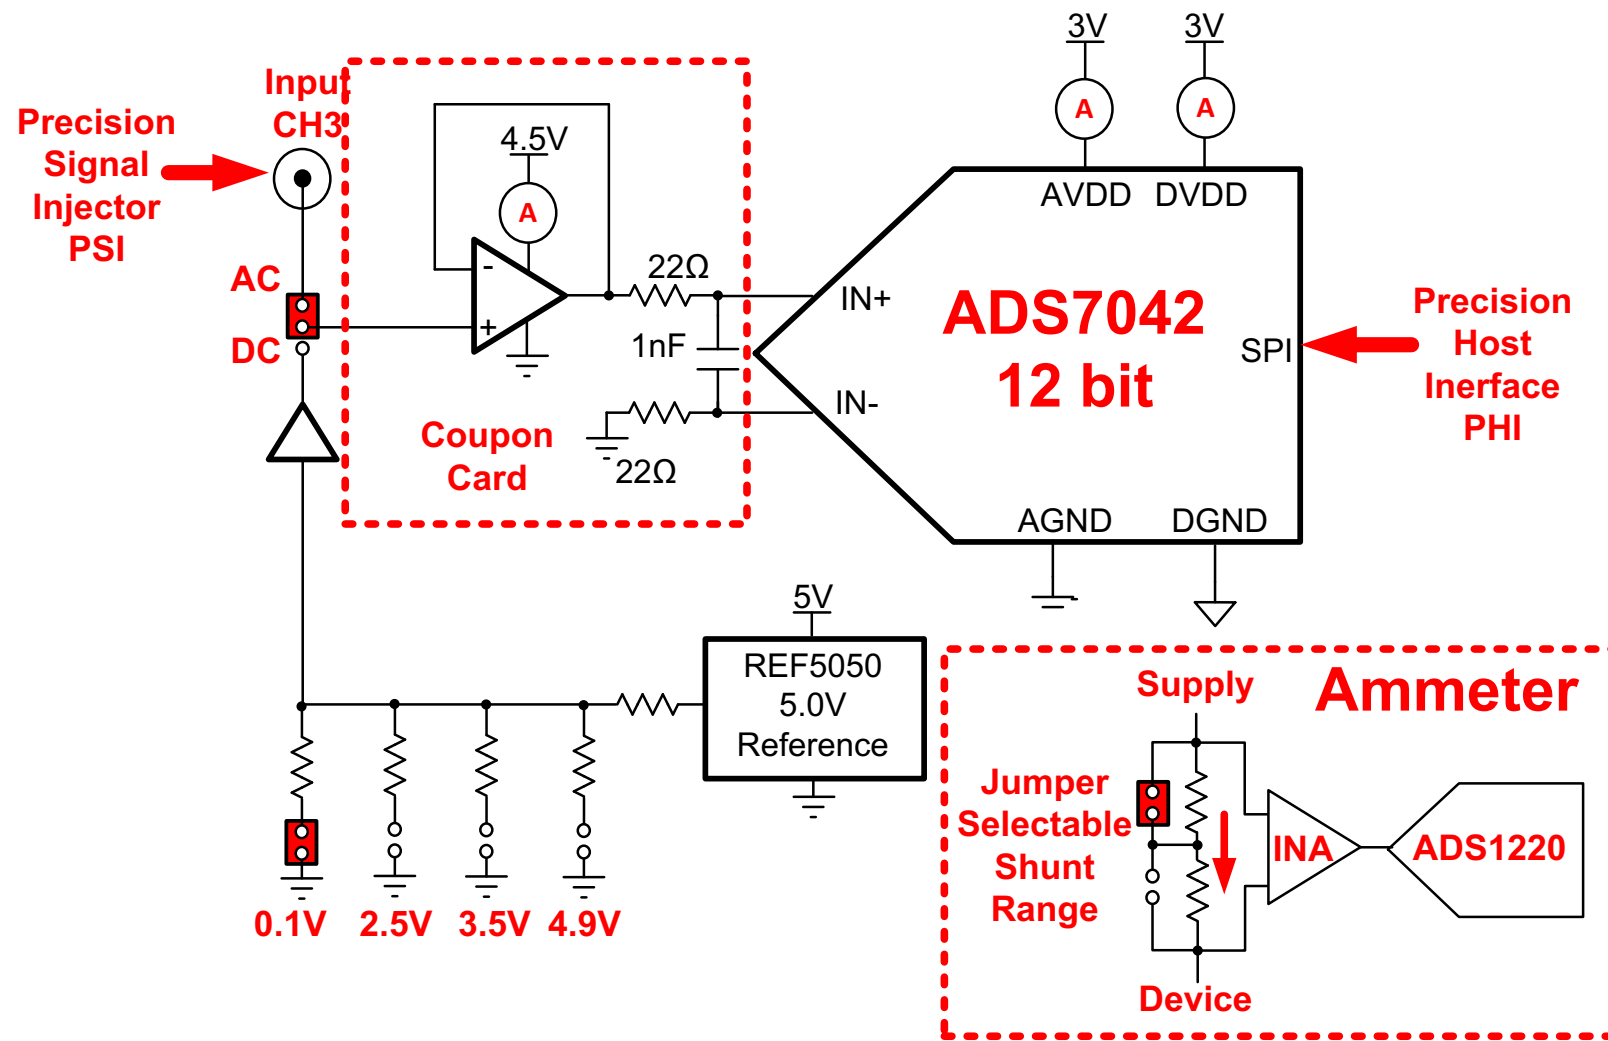 3V
3V
A
A
Input
CH3
Precision
Signal
Injector
PSI
4.5V
A
AVDD DVDD
AC
DC
-
+
22Ω
1nF
22Ω
Coupon
Card
IN+
IN-
ADS7042
12 bit
SPI
Precision
Host
Inerface
PHI
AGND
DGND
5V
REF5050
5.0V
Reference
0.1V
2.5V
3.5V
4.9V
Ammeter
Supply
Jumper
Selectable
Shunt
Range
INA
ADS1220
Device